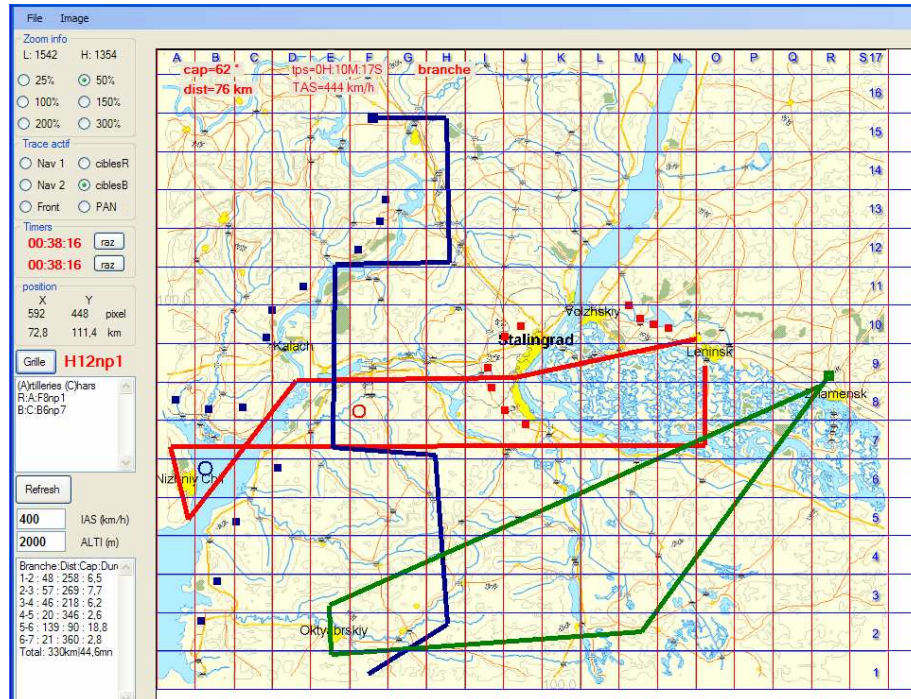 File Image
Zoom info
L: 1542 H: 1354
25% 50%
100% 150%
200% 300%
Trace actif
Nav 1 ciblesR
Nav 2 ciblesB
Front PAN
Timers
00:38:16 raz
00:38:16 raz
position
X Y
592 448 pixel
72,8 111,4 km
Grille H12np1
(A)rtilleries (C)hars
R:A:F8np1
B:C:B6np7
Refresh
400 IAS (km/h)
2000 ALTI (m)
Branche:Dist:Cap:Dur
1-2 : 48 : 258 : 6,5
2-3 : 57 : 269 : 7,7
3-4 : 46 : 218 : 6,2
4-5 : 20 : 346 : 2,6
5-6 : 139 : 90 : 18,8
6-7 : 21 : 360 : 2,8
Total: 330km|44,6mn
A B C D E F G H I J K L M N O P Q R S 17
cap=62 ° tps=0H:10M:17S branche
dist=76 km TAS=444 km/h
16
15
14
13
12
11
Volzhskiy
10
Stalingrad
Kalach
Leninsk
9
Znamensk
8
7
Nizhniy Chir
6
5
4
3
Oktyabrskiy
2
1
100.0